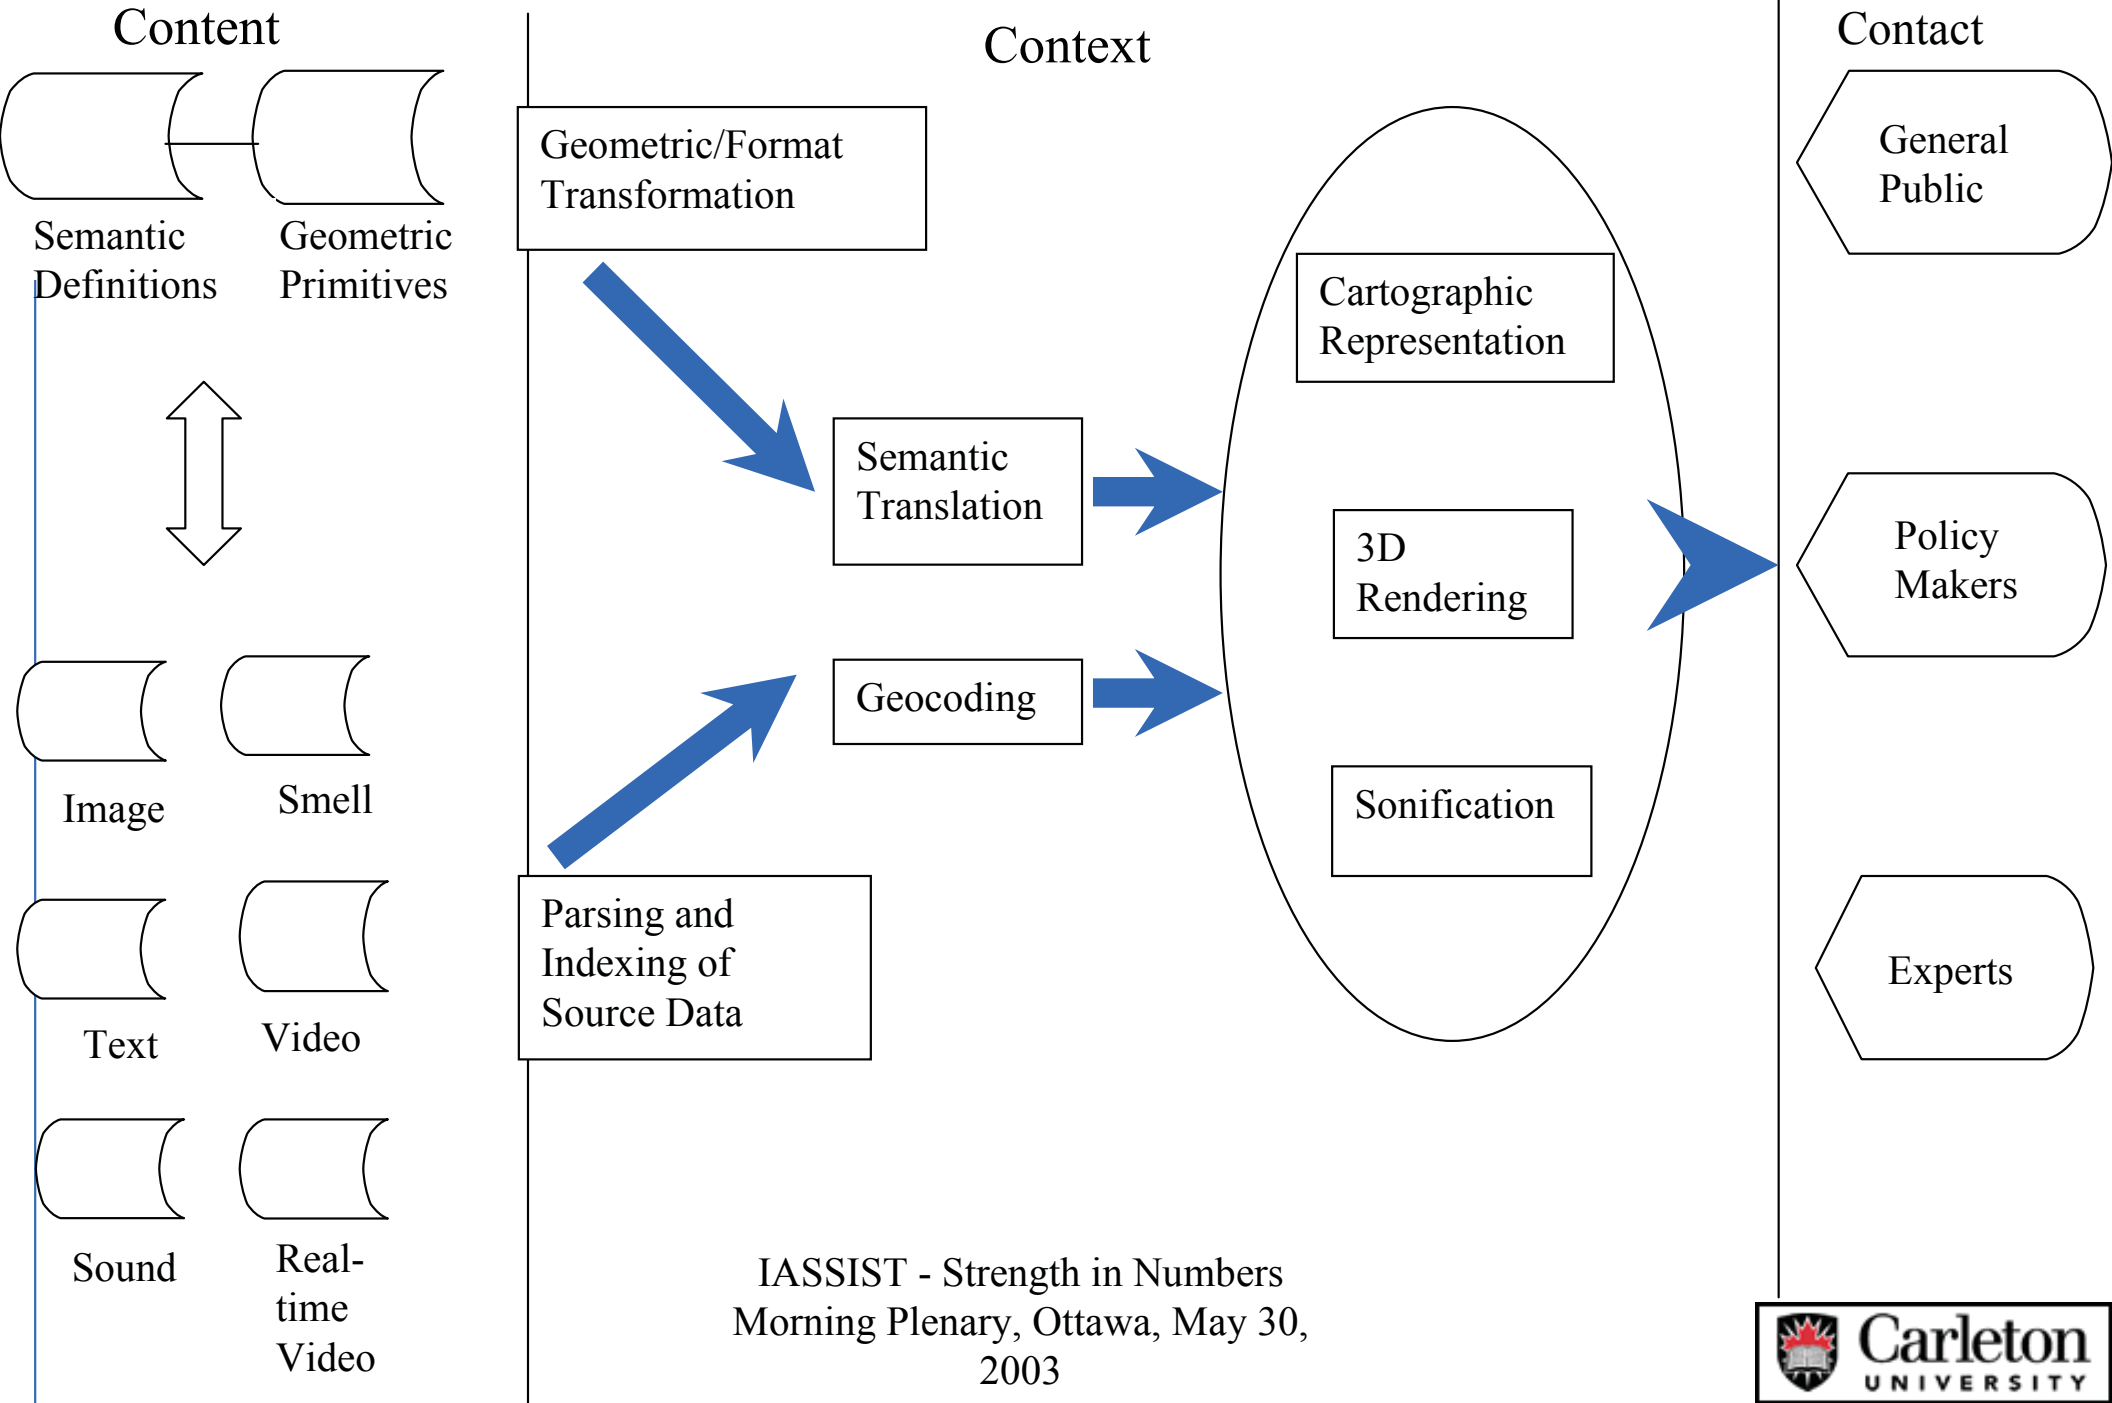 Content
Context
Contact
Semantic
Definitions
Geometric
Primitives
Geometric/Format
Transformation
General
Public
Cartographic
Representation
Semantic
Translation
3D
Rendering
Policy
Makers
Geocoding
Image
Smell
Sonification
Parsing and
Indexing of
Source Data
Experts
Text
Video
Sound
Real-
time
Video
IASSIST - Strength in Numbers
Morning Plenary, Ottawa, May 30,
2003
Carleton
UNIVERSITY